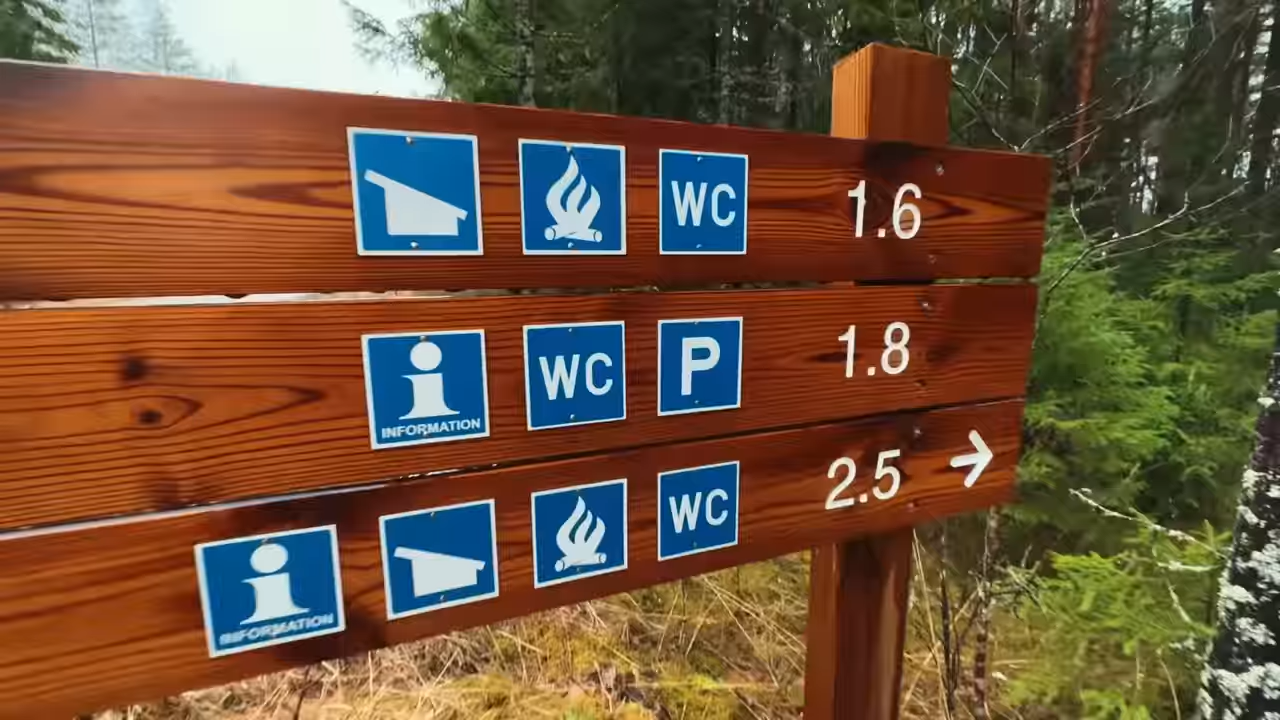 WC 1.6
INFORMATION WC P 1.8
INFORMATION WC 2.5 →